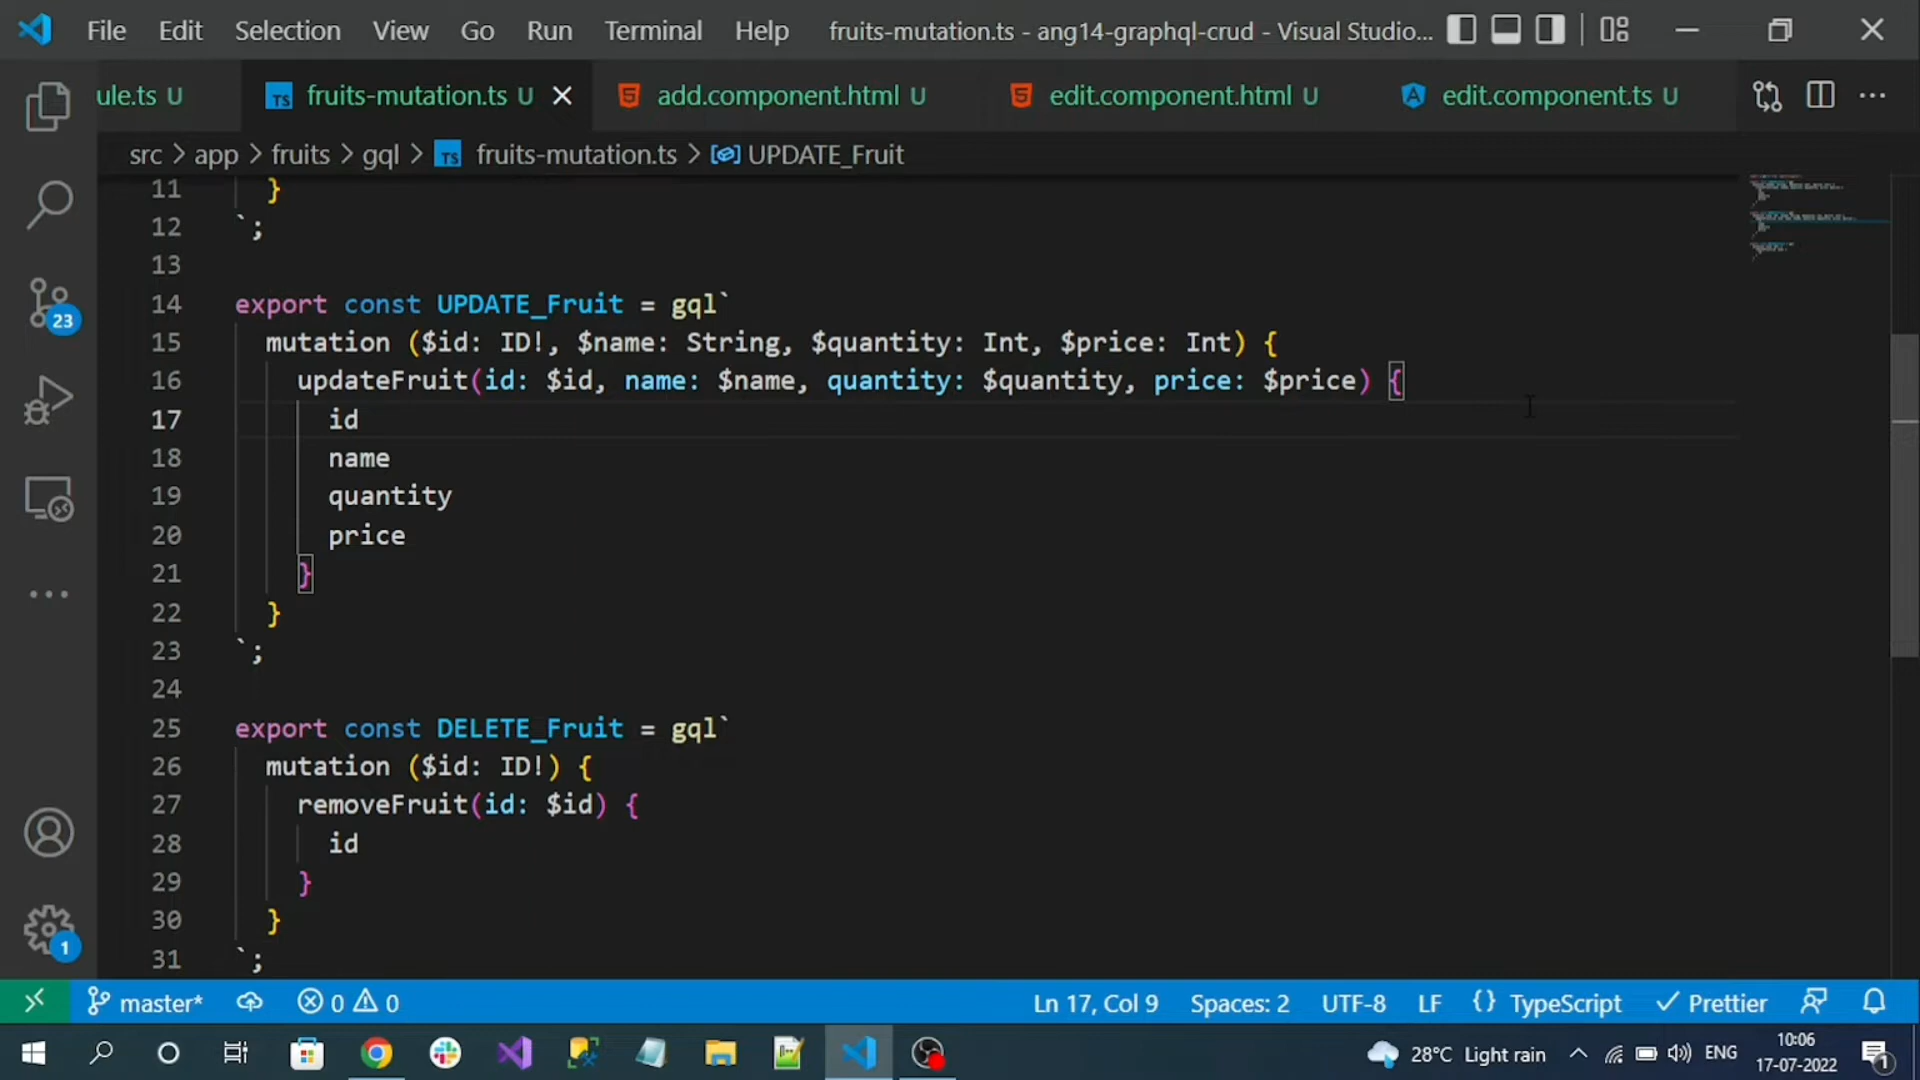 File Edit Selection View Go Run Terminal Help fruits-mutation.ts - ang14-graphql-crud - Visual Studio...
ule.ts U fruits-mutation.ts U add.component.html U edit.component.html U edit.component.ts U ...
src > app > fruits > gql > TS fruits-mutation.ts > UPDATE_Fruit
11 }
12 `;
13
14 export const UPDATE_Fruit = gql`
15 mutation ($id: ID!, $name: String, $quantity: Int, $price: Int) {
16 updateFruit(id: $id, name: $name, quantity: $quantity, price: $price) {
17 id
18 name
19 quantity
20 price
21 }
22 }
23 `;
24
25 export const DELETE_Fruit = gql`
26 mutation ($id: ID!) {
27 removeFruit(id: $id) {
28 id
29 }
30 }
31 `;
23
1
master* 0 0 Ln 17, Col 9 Spaces: 2 UTF-8 LF {} TypeScript Prettier
28°C Light rain ENG 10:06
17-07-2022 1